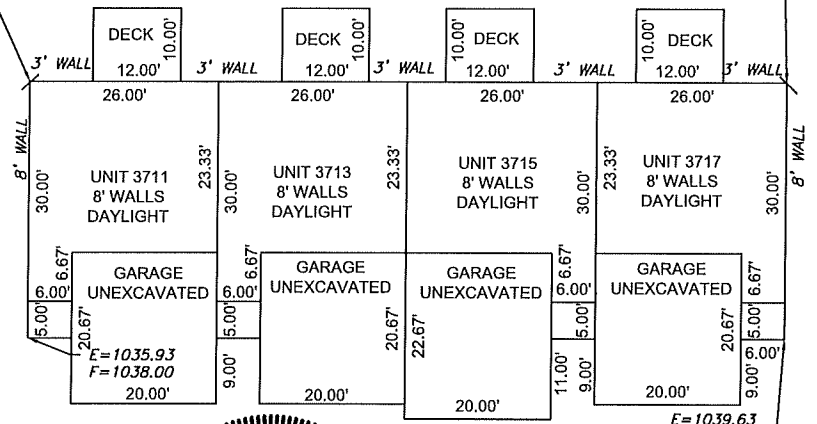 DECK
10.00'
DECK
10.00'
10.00'
DECK
10.00'
DECK
3' WALL
12.00'
3' WALL
12.00'
3' WALL
12.00'
3' WALL
12.00'
3' WALL
26.00'
26.00'
26.00'
26.00'
8' WALL
30.00'
UNIT 3711
8' WALLS
DAYLIGHT
23.33'
30.00'
UNIT 3713
8' WALLS
DAYLIGHT
23.33'
UNIT 3715
8' WALLS
DAYLIGHT
30.00'
23.33'
UNIT 3717
8' WALLS
DAYLIGHT
30.00'
8' WALL
6.67'
GARAGE
UNEXCAVATED
6.67'
GARAGE
UNEXCAVATED
GARAGE
UNEXCAVATED
6.67'
GARAGE
UNEXCAVATED
6.67'
6.00'
6.00'
6.00'
5.00'
20.67'
5.00'
20.67'
22.67'
5.00'
20.67'
5.00'
6.00'
E=1035.93
F=1038.00
9.00'
11.00'
9.00'
9.00'
20.00'
20.00'
20.00'
20.00'
E=1039.63